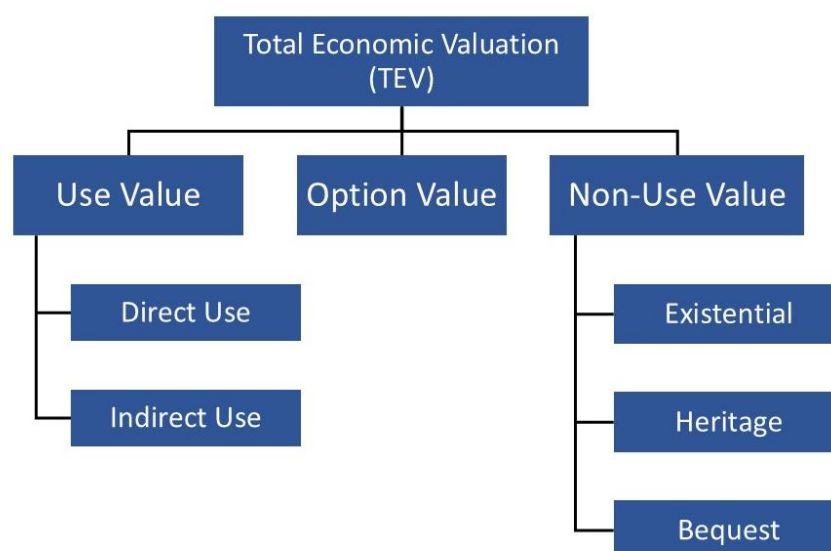 Total Economic Valuation
(TEV)
Use Value
Option Value
Non-Use Value
Direct Use
Indirect Use
Existential
Heritage
Bequest